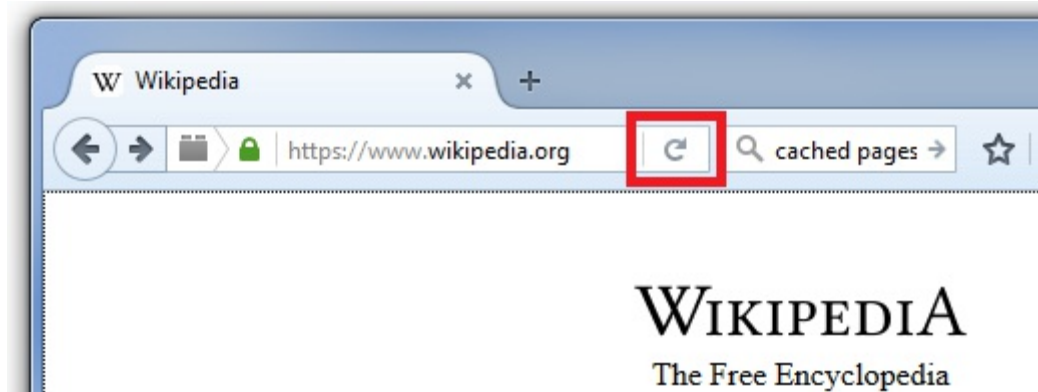 W Wikipedia
https://www.wikipedia.org
cached pages
WIKIPEDIA
The Free Encyclopedia